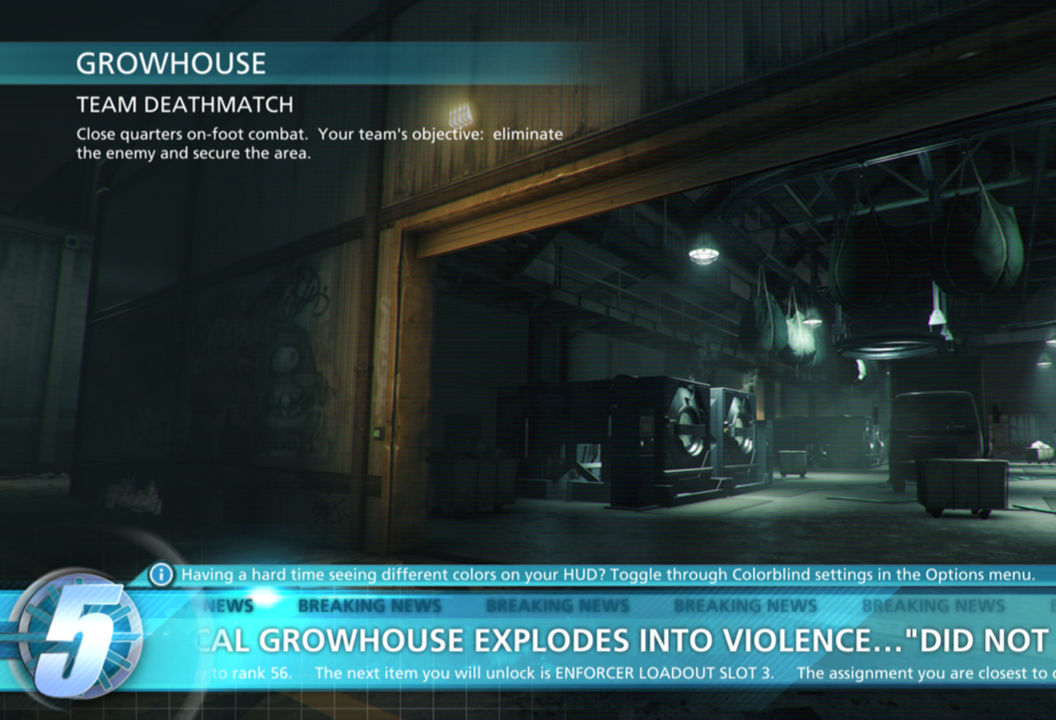 GROWHOUSE
TEAM DEATHMATCH
Close quarters on-foot combat. Your team's objective: eliminate
the enemy and secure the area.
Having a hard time seeing different colors on your HUD? Toggle through Colorblind settings in the Options menu.
NEWS BREAKING NEWS BREAKING NEWS BREAKING NEWS BREAKING NEWS
5
CAL GROWHOUSE EXPLODES INTO VIOLENCE..."DID NOT
to rank 56. The next item you will unlock is ENFORCER LOADOUT SLOT 3. The assignment you are closest to